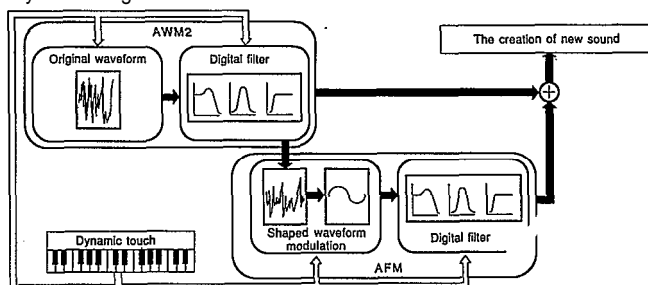 AWM2
The creation of new sound
Original waveform
Digital filter
Shaped waveform
modulation
Digital filter
Dynamic touch
AFM